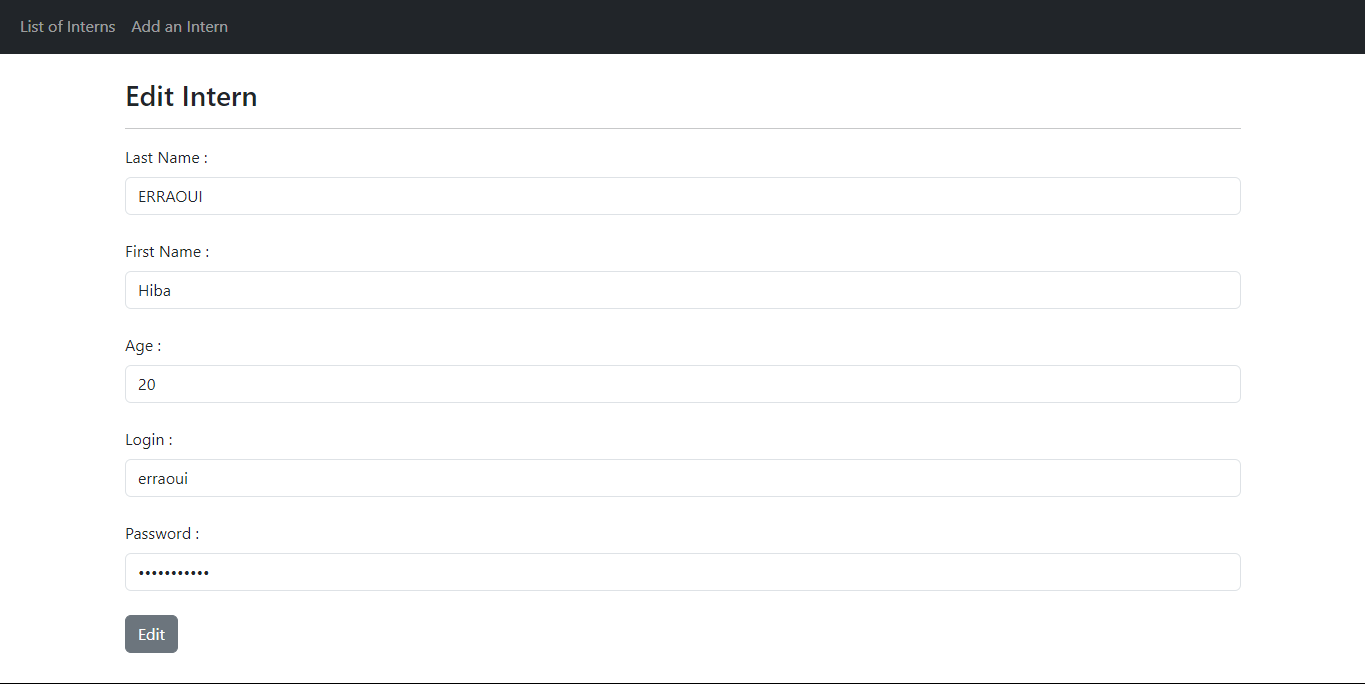 List of Interns Add an Intern
Edit Intern
Last Name :
ERRAOUI
First Name :
Hiba
Age :
20
Login :
erraoui
Password :
•••••••••••
Edit